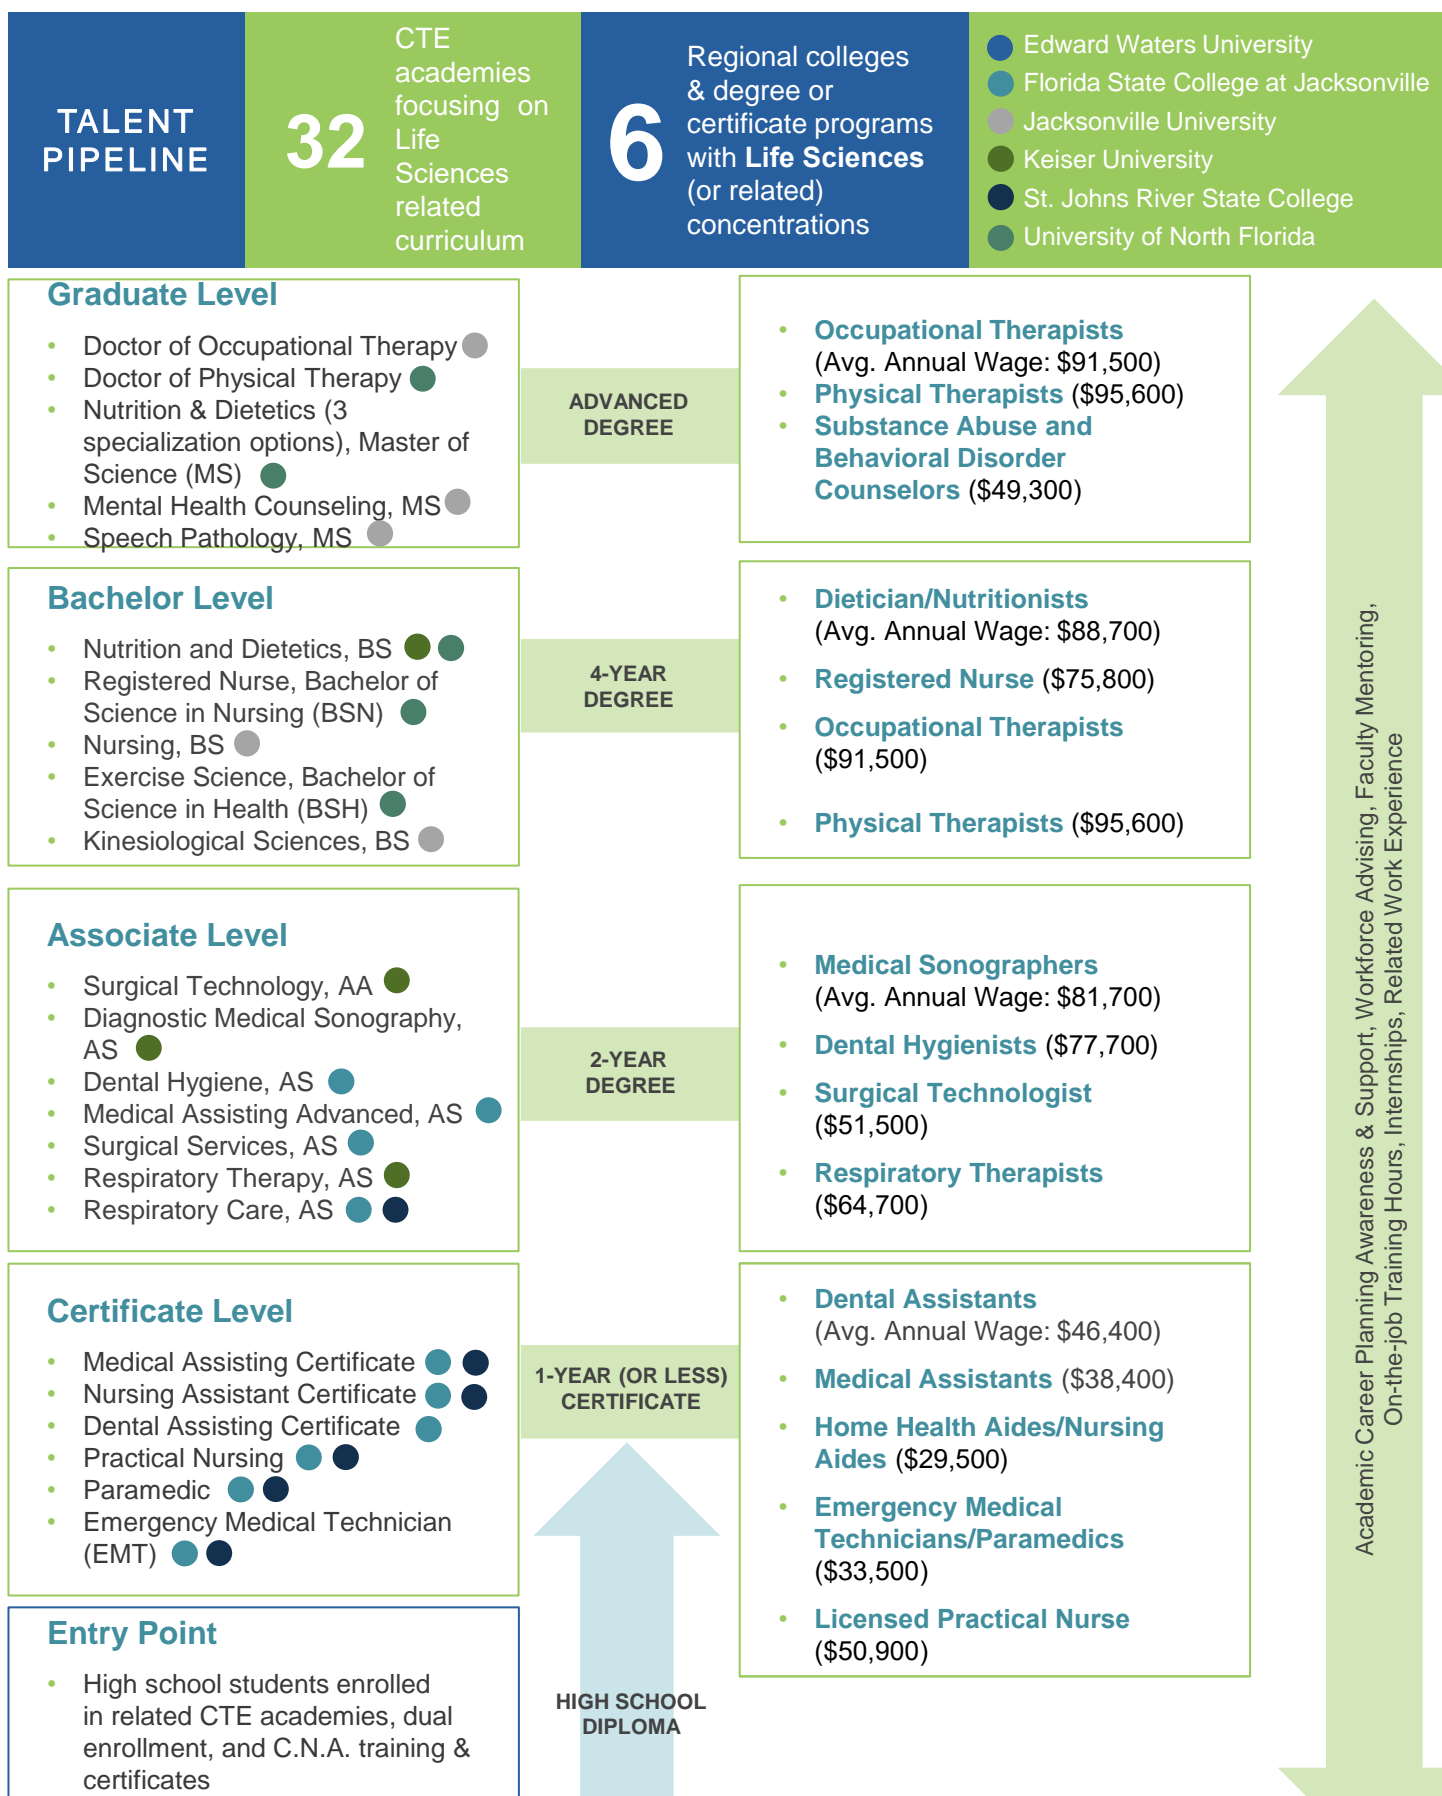 TALENT
PIPELINE
32
CTE
academies
focusing on
Life
Sciences
related
curriculum
6
Regional colleges
& degree or
certificate programs
with Life Sciences
(or related)
concentrations
Edward Waters University
Florida State College at Jacksonville
Jacksonville University
Keiser University
St. Johns River State College
University of North Florida
Graduate Level
• Doctor of Occupational Therapy
• Doctor of Physical Therapy
• Nutrition & Dietetics (3
specialization options), Master of
Science (MS)
• Mental Health Counseling, MS
• Speech Pathology, MS
ADVANCED
DEGREE
• Occupational Therapists
(Avg. Annual Wage: $91,500)
• Physical Therapists ($95,600)
• Substance Abuse and
Behavioral Disorder
Counselors ($49,300)
Bachelor Level
• Nutrition and Dietetics, BS
• Registered Nurse, Bachelor of
Science in Nursing (BSN)
• Nursing, BS
• Exercise Science, Bachelor of
Science in Health (BSH)
• Kinesiological Sciences, BS
4-YEAR
DEGREE
• Dietician/Nutritionists
(Avg. Annual Wage: $88,700)
• Registered Nurse ($75,800)
• Occupational Therapists
($91,500)
• Physical Therapists ($95,600)
Associate Level
• Surgical Technology, AA
• Diagnostic Medical Sonography,
AS
• Dental Hygiene, AS
• Medical Assisting Advanced, AS
• Surgical Services, AS
• Respiratory Therapy, AS
• Respiratory Care, AS
2-YEAR
DEGREE
• Medical Sonographers
(Avg. Annual Wage: $81,700)
• Dental Hygienists ($77,700)
• Surgical Technologist
($51,500)
• Respiratory Therapists
($64,700)
Certificate Level
• Medical Assisting Certificate
• Nursing Assistant Certificate
• Dental Assisting Certificate
• Practical Nursing
• Paramedic
• Emergency Medical Technician
(EMT)
1-YEAR (OR LESS)
CERTIFICATE
• Dental Assistants
(Avg. Annual Wage: $46,400)
• Medical Assistants ($38,400)
• Home Health Aides/Nursing
Aides ($29,500)
• Emergency Medical
Technicians/Paramedics
($33,500)
• Licensed Practical Nurse
($50,900)
Entry Point
• High school students enrolled
in related CTE academies, dual
enrollment, and C.N.A. training &
certificates
HIGH SCHOOL
DIPLOMA
Academic Career Planning Awareness & Support, Workforce Advising, Faculty Mentoring,
On-the-job Training Hours, Internships, Related Work Experience